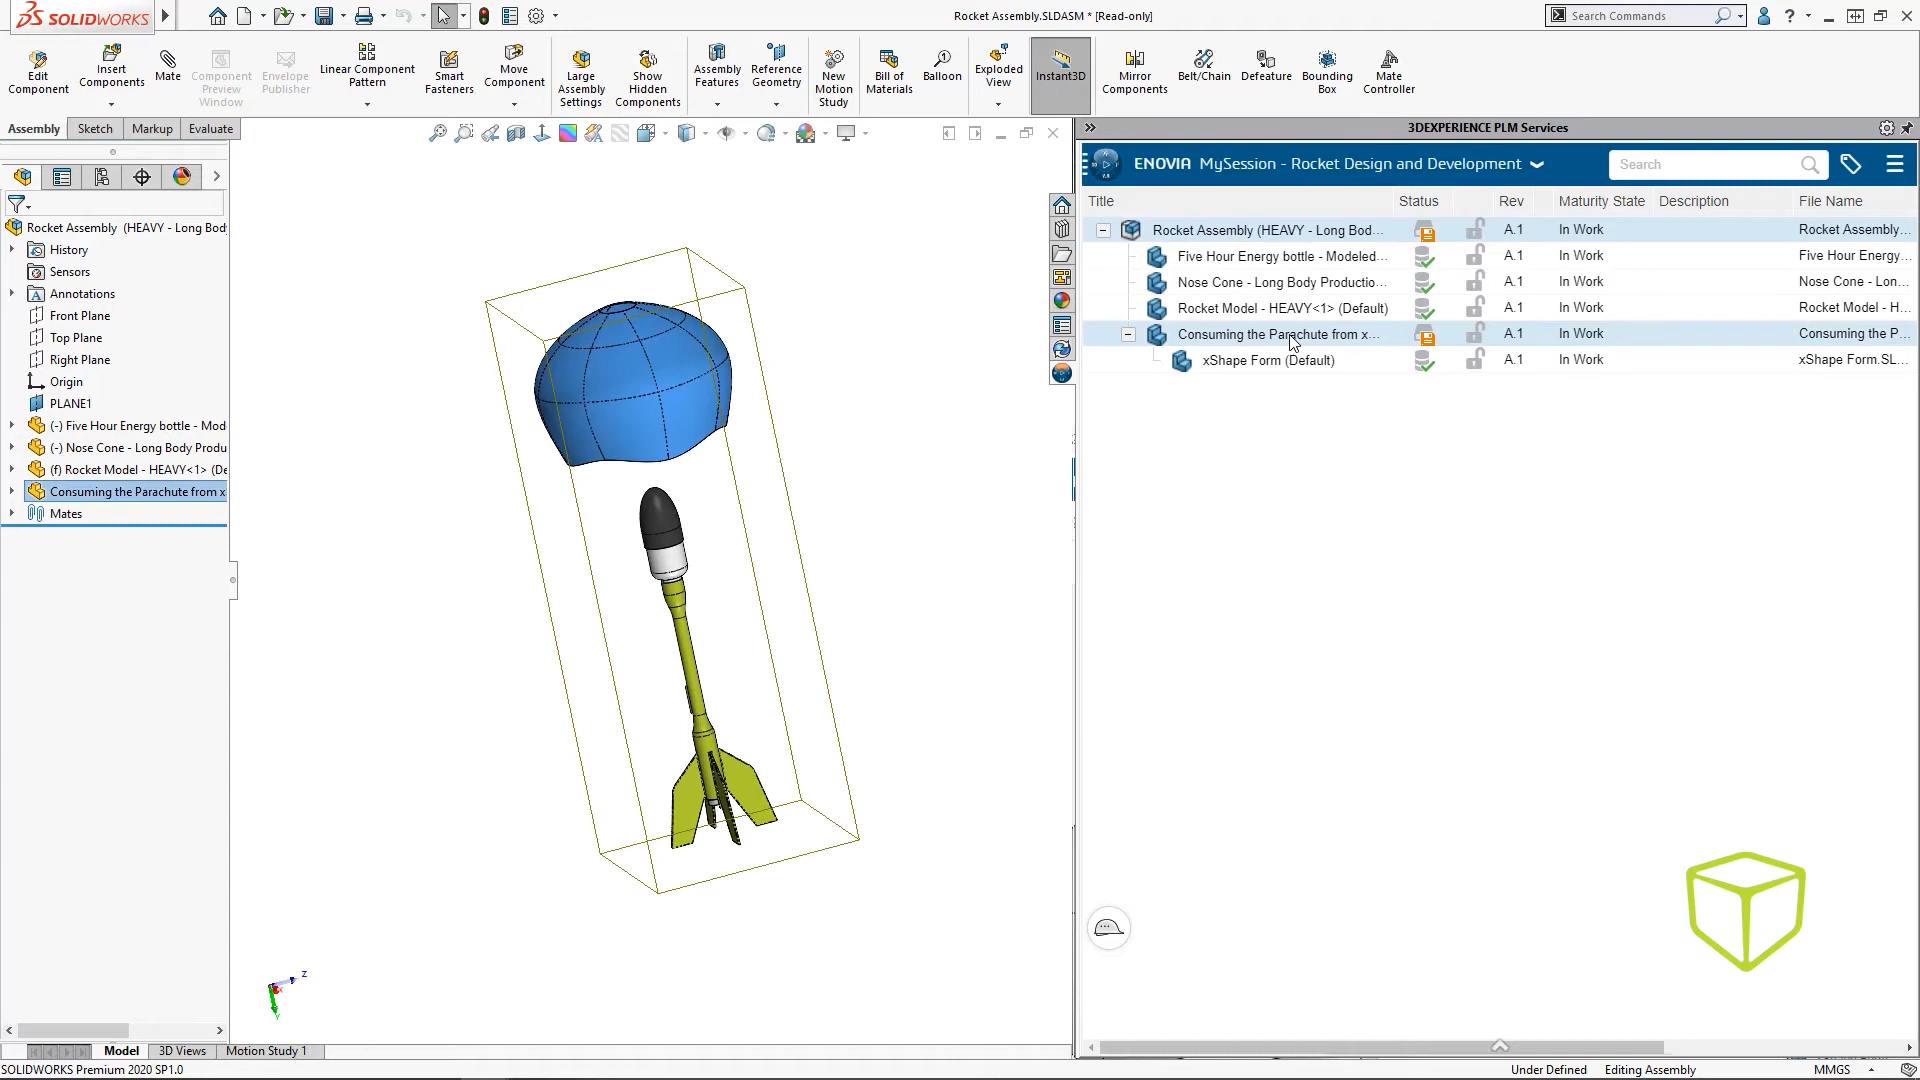 SOLIDWORKS
Rocket Assembly.SLDASM * [Read-only]
Search Commands
Edit Component
Insert Components
Mate
Component Preview Window
Envelope Publisher
Linear Component Pattern
Smart Fasteners
Move Component
Large Assembly Settings
Show Hidden Components
Assembly Features
Reference Geometry
New Motion Study
Bill of Materials
Balloon
Exploded View
Instant3D
Mirror Components
Belt/Chain
Defeature
Bounding Box
Mate Controller
Assembly
Sketch
Markup
Evaluate
Rocket Assembly (HEAVY - Long Bod
History
Sensors
Annotations
Front Plane
Top Plane
Right Plane
Origin
PLANE1
(-) Five Hour Energy bottle - Mod
(-) Nose Cone - Long Body Produ
(f) Rocket Model - HEAVY<1> (De
Consuming the Parachute from x
Mates
3DEXPERIENCE PLM Services
ENOVIA MySession - Rocket Design and Development
Search
Title Status Rev Maturity State Description File Name
Rocket Assembly (HEAVY - Long Bod... A.1 In Work Rocket Assembly...
Five Hour Energy bottle - Modeled... A.1 In Work Five Hour Energy...
Nose Cone - Long Body Productio... A.1 In Work Nose Cone - Lon...
Rocket Model - HEAVY<1> (Default) A.1 In Work Rocket Model - H...
Consuming the Parachute from x... A.1 In Work Consuming the P...
xShape Form (Default) A.1 In Work xShape Form.SL...
Z
Y
Model
3D Views
Motion Study 1
SOLIDWORKS Premium 2020 SP1.0
Under Defined
Editing Assembly
MMGS